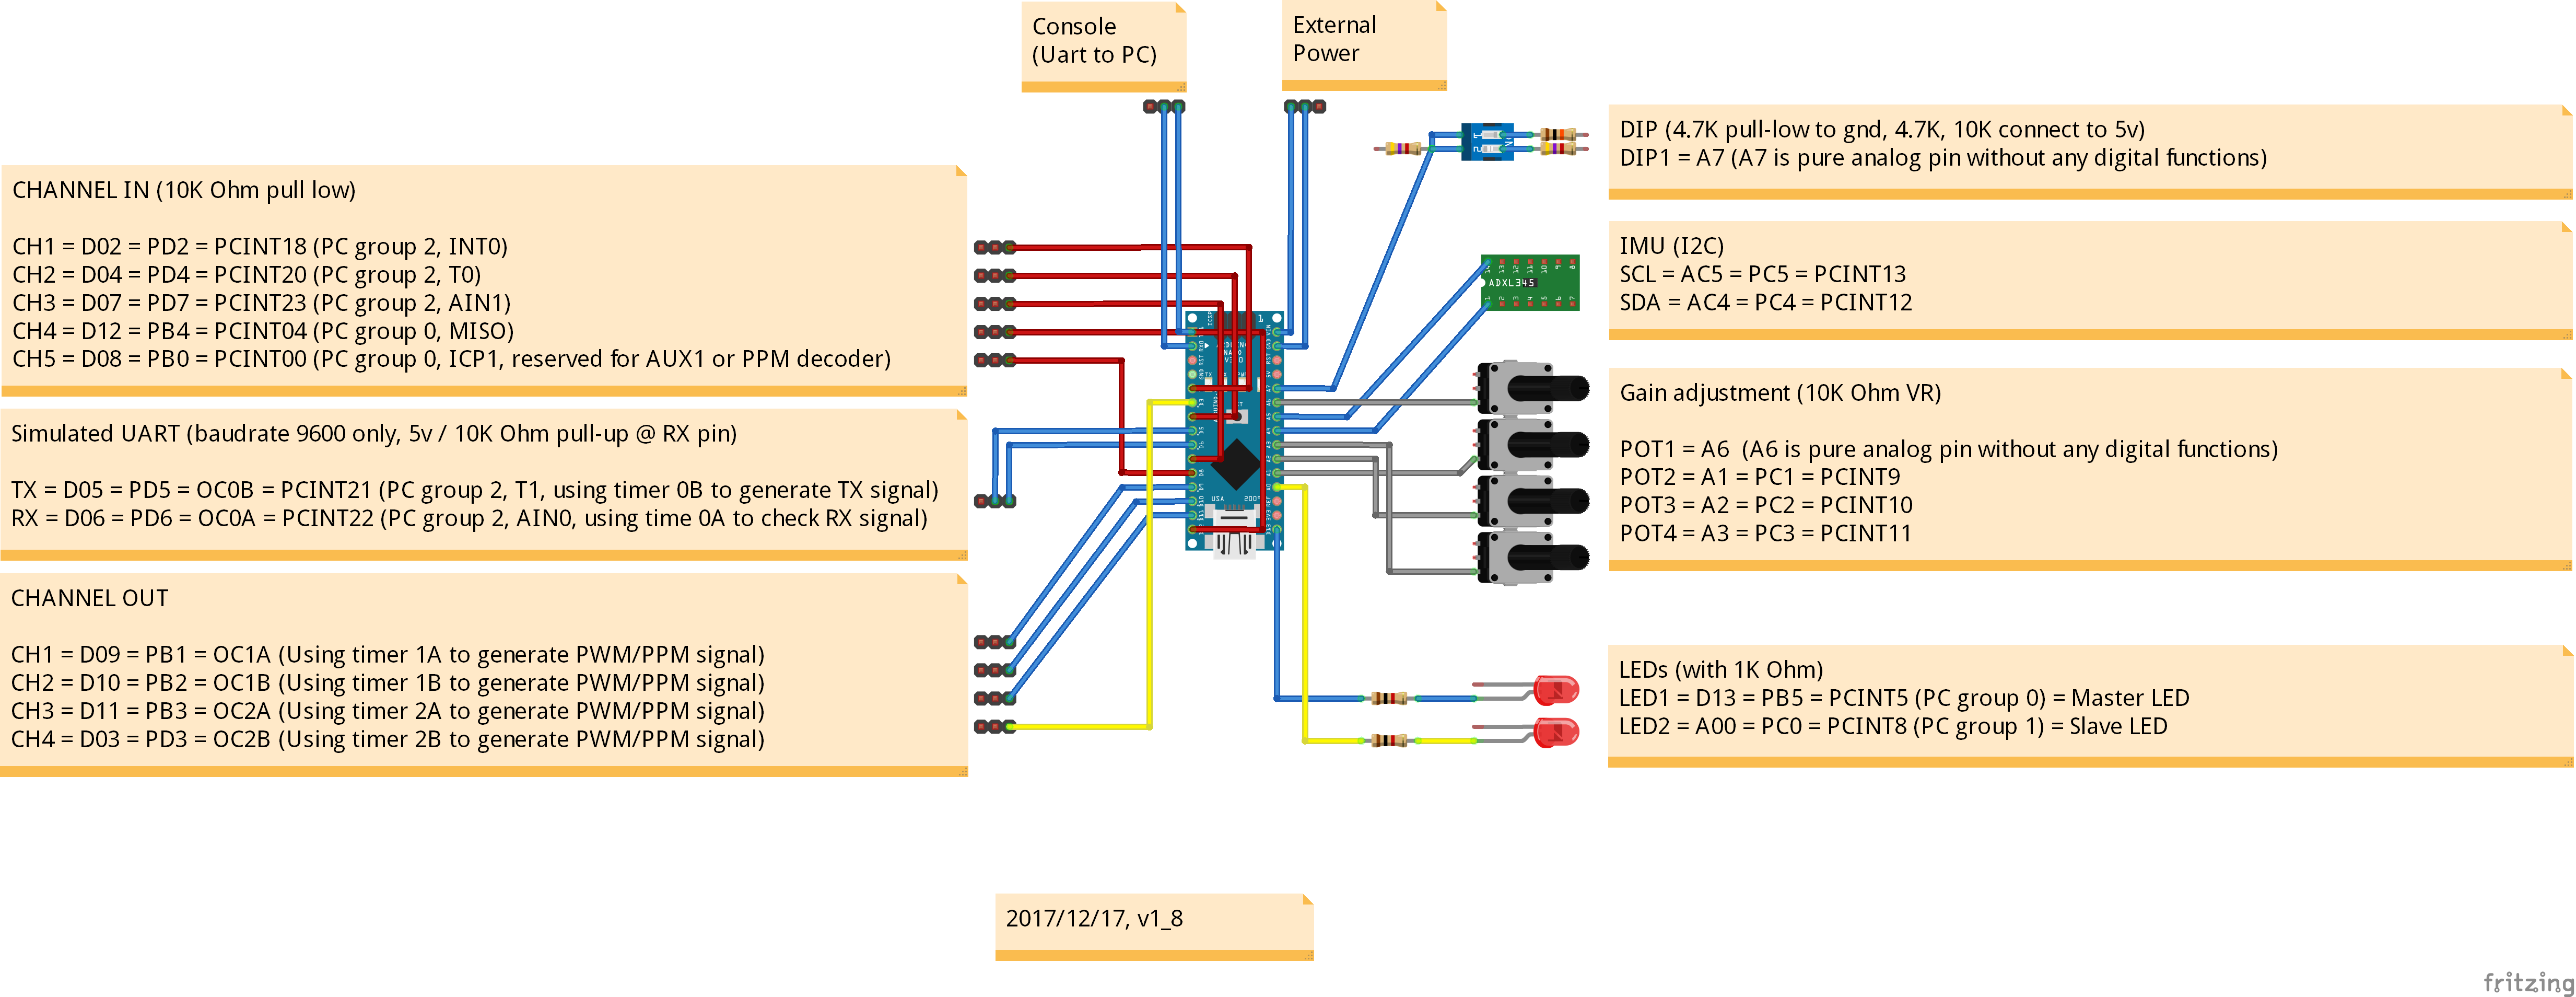 Console
(Uart to PC)
External
Power
DIP (4.7K pull-low to gnd, 4.7K, 10K connect to 5v)
DIP1 = A7 (A7 is pure analog pin without any digital functions)
CHANNEL IN (10K Ohm pull low)
CH1 = D02 = PD2 = PCINT18 (PC group 2, INT0)
CH2 = D04 = PD4 = PCINT20 (PC group 2, T0)
CH3 = D07 = PD7 = PCINT23 (PC group 2, AIN1)
CH4 = D12 = PB4 = PCINT04 (PC group 0, MISO)
CH5 = D08 = PB0 = PCINT00 (PC group 0, ICP1, reserved for AUX1 or PPM decoder)
IMU (I2C)
SCL = AC5 = PC5 = PCINT13
SDA = AC4 = PC4 = PCINT12
ADXL345
Simulated UART (baudrate 9600 only, 5v / 10K Ohm pull-up @ RX pin)
TX = D05 = PD5 = OC0B = PCINT21 (PC group 2, T1, using timer 0B to generate TX signal)
RX = D06 = PD6 = OC0A = PCINT22 (PC group 2, AIN0, using time 0A to check RX signal)
Gain adjustment (10K Ohm VR)
POT1 = A6  (A6 is pure analog pin without any digital functions)
POT2 = A1 = PC1 = PCINT9
POT3 = A2 = PC2 = PCINT10
POT4 = A3 = PC3 = PCINT11
USA
CHANNEL OUT
CH1 = D09 = PB1 = OC1A (Using timer 1A to generate PWM/PPM signal)
CH2 = D10 = PB2 = OC1B (Using timer 1B to generate PWM/PPM signal)
CH3 = D11 = PB3 = OC2A (Using timer 2A to generate PWM/PPM signal)
CH4 = D03 = PD3 = OC2B (Using timer 2B to generate PWM/PPM signal)
LEDs (with 1K Ohm)
LED1 = D13 = PB5 = PCINT5 (PC group 0) = Master LED
LED2 = A00 = PC0 = PCINT8 (PC group 1) = Slave LED
2017/12/17, v1_8
fritzing